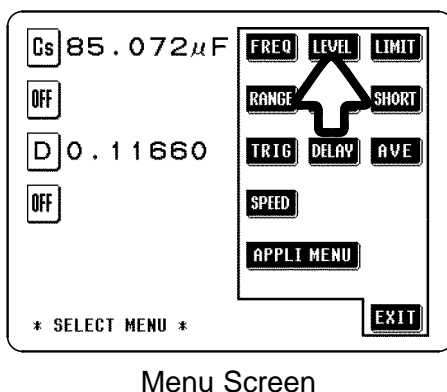 Cs 85.072μF
OFF
D 0.11660
OFF
* SELECT MENU *
FREQ LEVEL LIMIT
RANGE SHORT
TRIG DELAY AVE
SPEED
APPLI MENU
EXIT
Menu Screen